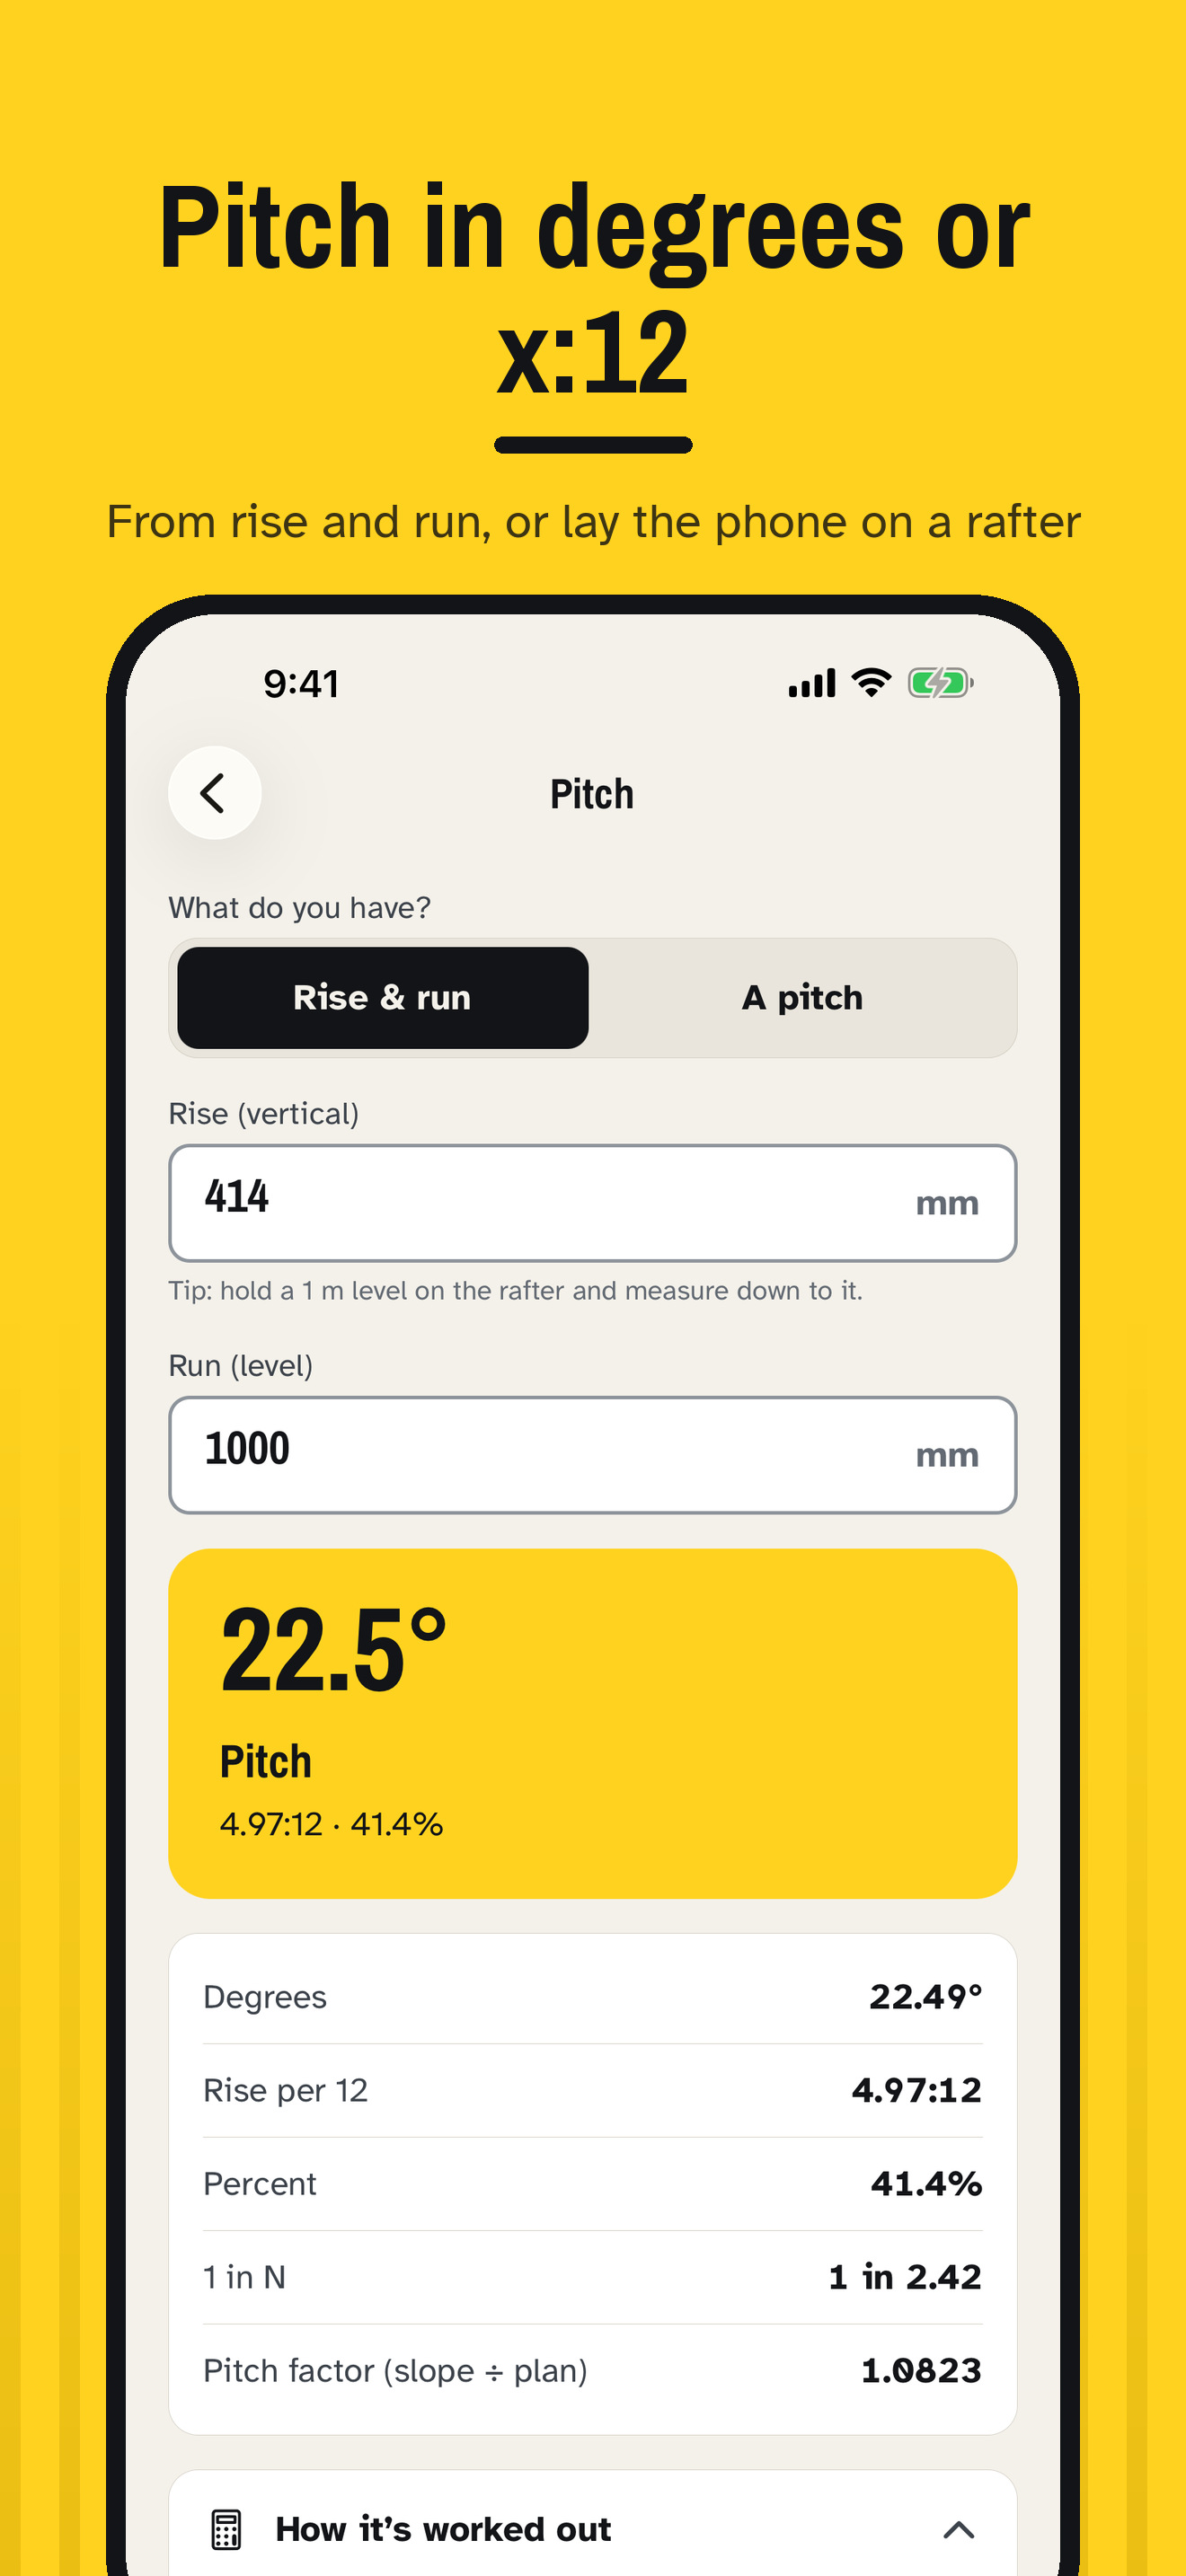 Pitch in degrees or
x:12
From rise and run, or lay the phone on a rafter
9:41
Pitch
What do you have?
Rise & run
A pitch
Rise (vertical)
414
mm
Tip: hold a 1 m level on the rafter and measure down to it.
Run (level)
1000
mm
22.5°
Pitch
4.97:12 · 41.4%
Degrees
22.49°
Rise per 12
4.97:12
Percent
41.4%
1 in N
1 in 2.42
Pitch factor (slope ÷ plan)
1.0823
How it’s worked out